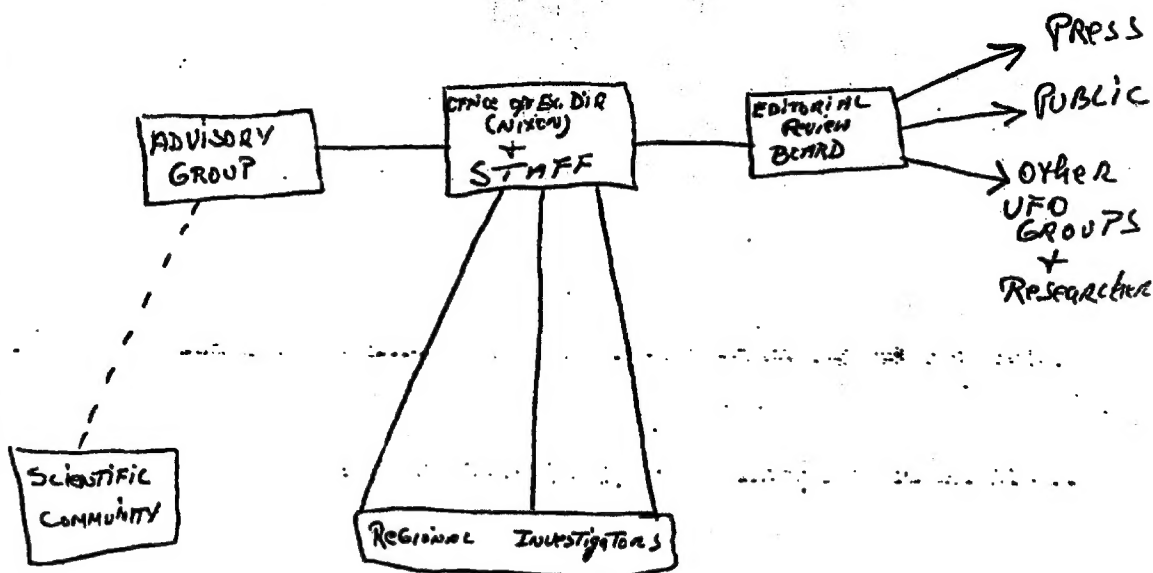 ADVISORY
GROUP
OFFICE OF EX. DIR
(NIXON)
+
STAFF
EDITORIAL
REVIEW
BOARD
PRESS
PUBLIC
OTHER
UFO
GROUPS
+
RESEARCHER
SCIENTIFIC
COMMUNITY
REGIONAL INVESTIGATORS